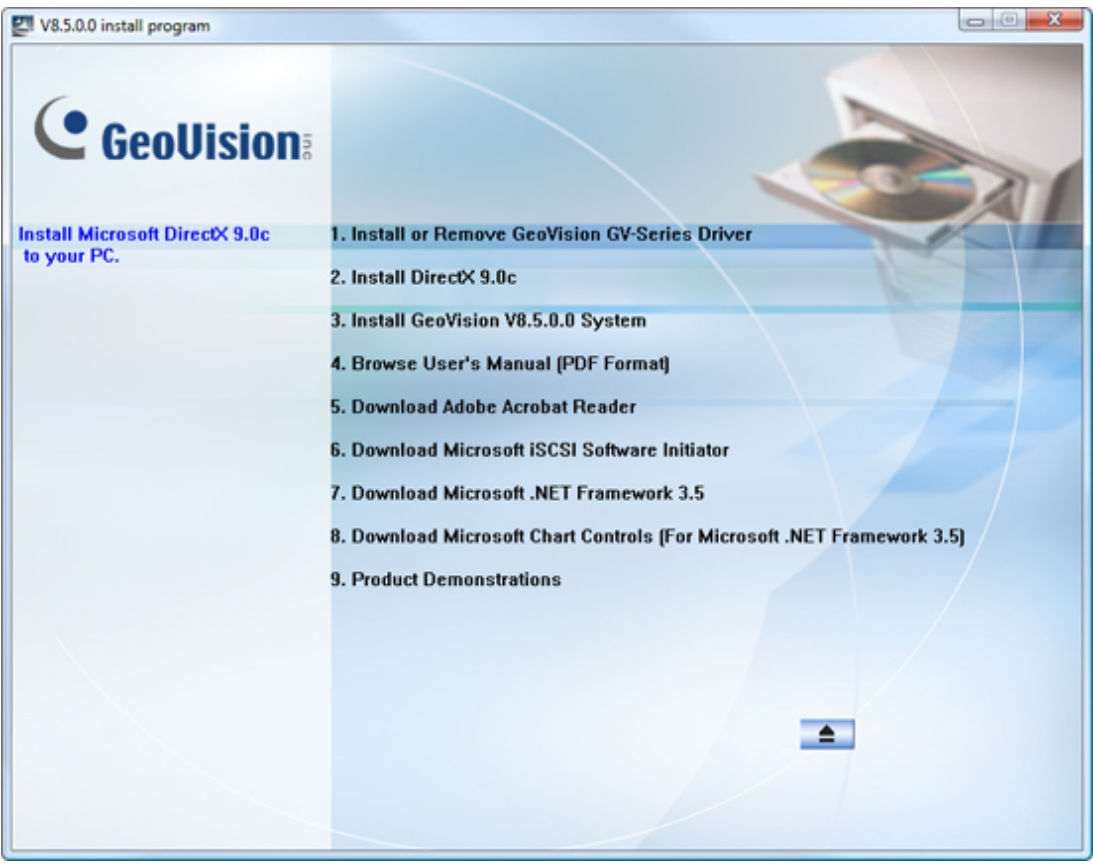 V8.5.0.0 install program
GeoVision inc
Install Microsoft DirectX 9.0c
to your PC.
1. Install or Remove GeoVision GV-Series Driver
2. Install DirectX 9.0c
3. Install GeoVision V8.5.0.0 System
4. Browse User's Manual (PDF Format)
5. Download Adobe Acrobat Reader
6. Download Microsoft iSCSI Software Initiator
7. Download Microsoft .NET Framework 3.5
8. Download Microsoft Chart Controls (For Microsoft .NET Framework 3.5)
9. Product Demonstrations